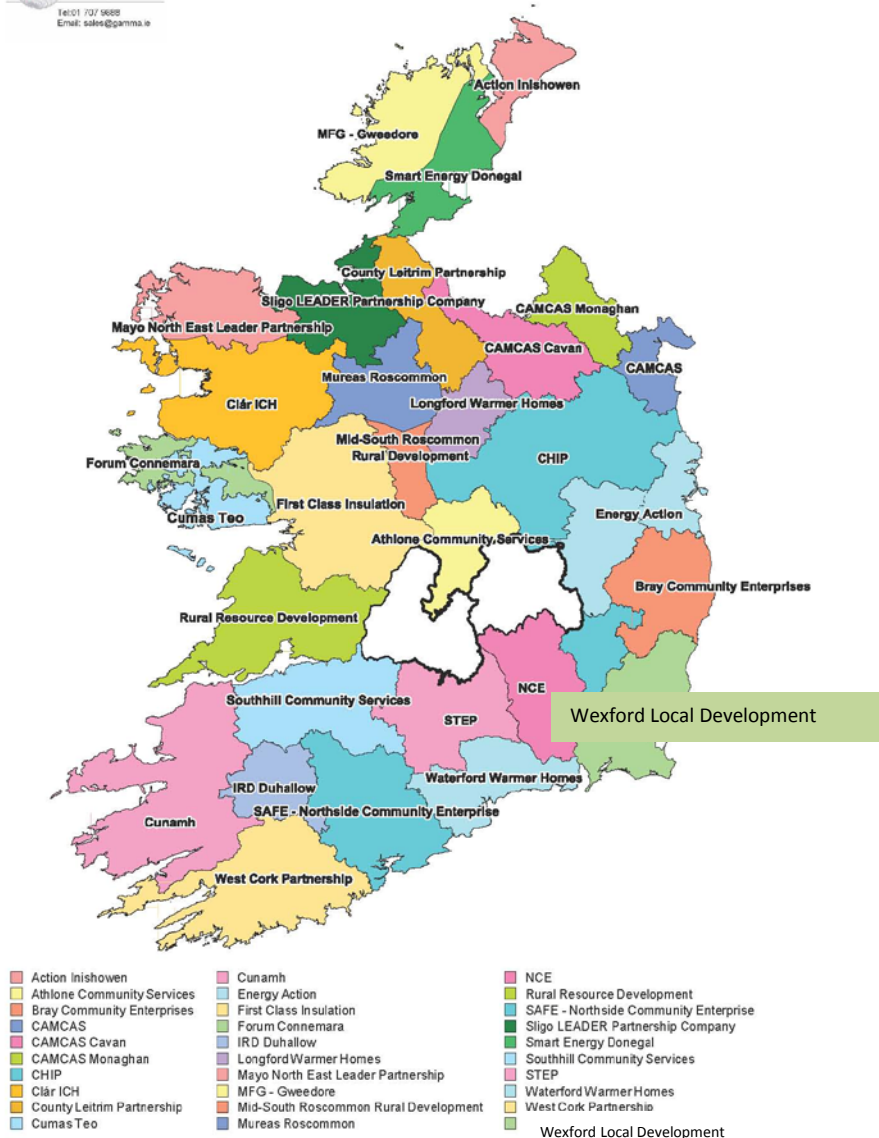 Tel:01 707 9688
Email: sales@gamma.ie
Action Inishowen
MFG - Gweedore
Smart Energy Donegal
County Leitrim Partnership
Sligo LEADER Partnership Company
CAMCAS Monaghan
Mayo North East Leader Partnership
CAMCAS Cavan
CAMCAS
Mureas Roscommon
Clár ICH
Longford Warmer Homes
Mid-South Roscommon
Rural Development
CHIP
Forum Connemara
First Class Insulation
Cumas Teo
Energy Action
Athlone Community Services
Bray Community Enterprises
Rural Resource Development
NCE
Southhill Community Services
STEP
Wexford Local Development
Waterford Warmer Homes
IRD Duhallow
SAFE - Northside Community Enterprise
Cunamh
West Cork Partnership
Action Inishowen
Athlone Community Services
Bray Community Enterprises
CAMCAS
CAMCAS Cavan
CAMCAS Monaghan
CHIP
Clár ICH
County Leitrim Partnership
Cumas Teo
Cunamh
Energy Action
First Class Insulation
Forum Connemara
IRD Duhallow
Longford Warmer Homes
Mayo North East Leader Partnership
MFG - Gweedore
Mid-South Roscommon Rural Development
Mureas Roscommon
NCE
Rural Resource Development
SAFE - Northside Community Enterprise
Sligo LEADER Partnership Company
Smart Energy Donegal
Southhill Community Services
STEP
Waterford Warmer Homes
West Cork Partnership
Wexford Local Development